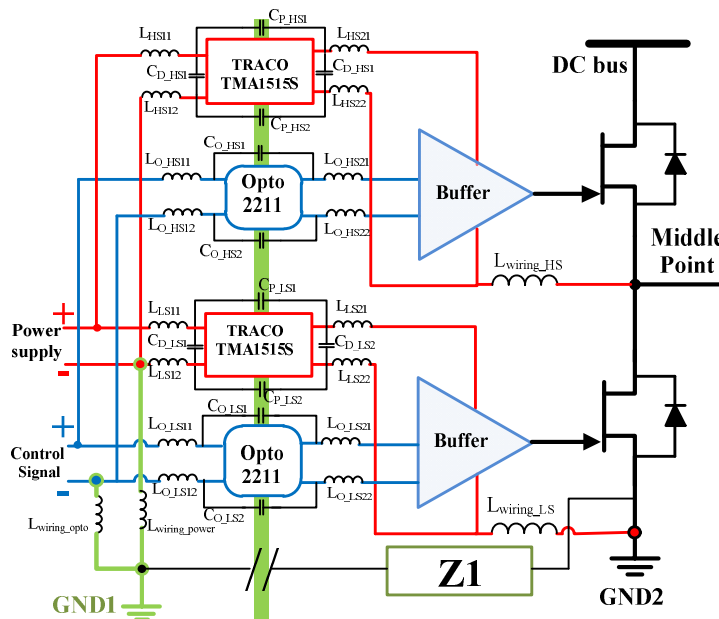 C_P_HS1
L_HS11
L_HS21
TRACO
TMA1515S
C_D_HS1
C_D_HS1
DC bus
L_HS12
L_HS22
C_P_HS2
C_O_HS1
L_O_HS11
L_O_HS21
Opto
2211
Buffer
L_O_HS12
L_O_HS22
C_O_HS2
Middle
Point
L_wiring_HS
C_P_LS1
L_LS11
L_LS21
+
Power
supply
-
TRACO
TMA1515S
C_D_LS1
C_D_LS2
L_LS12
L_LS22
C_P_LS2
C_O_LS1
L_O_LS11
L_O_LS21
+
Control
Signal
-
Opto
2211
Buffer
L_O_LS12
L_O_LS22
C_O_LS2
L_wiring_opto
L_wiring_power
L_wiring_LS
Z1
GND1
GND2